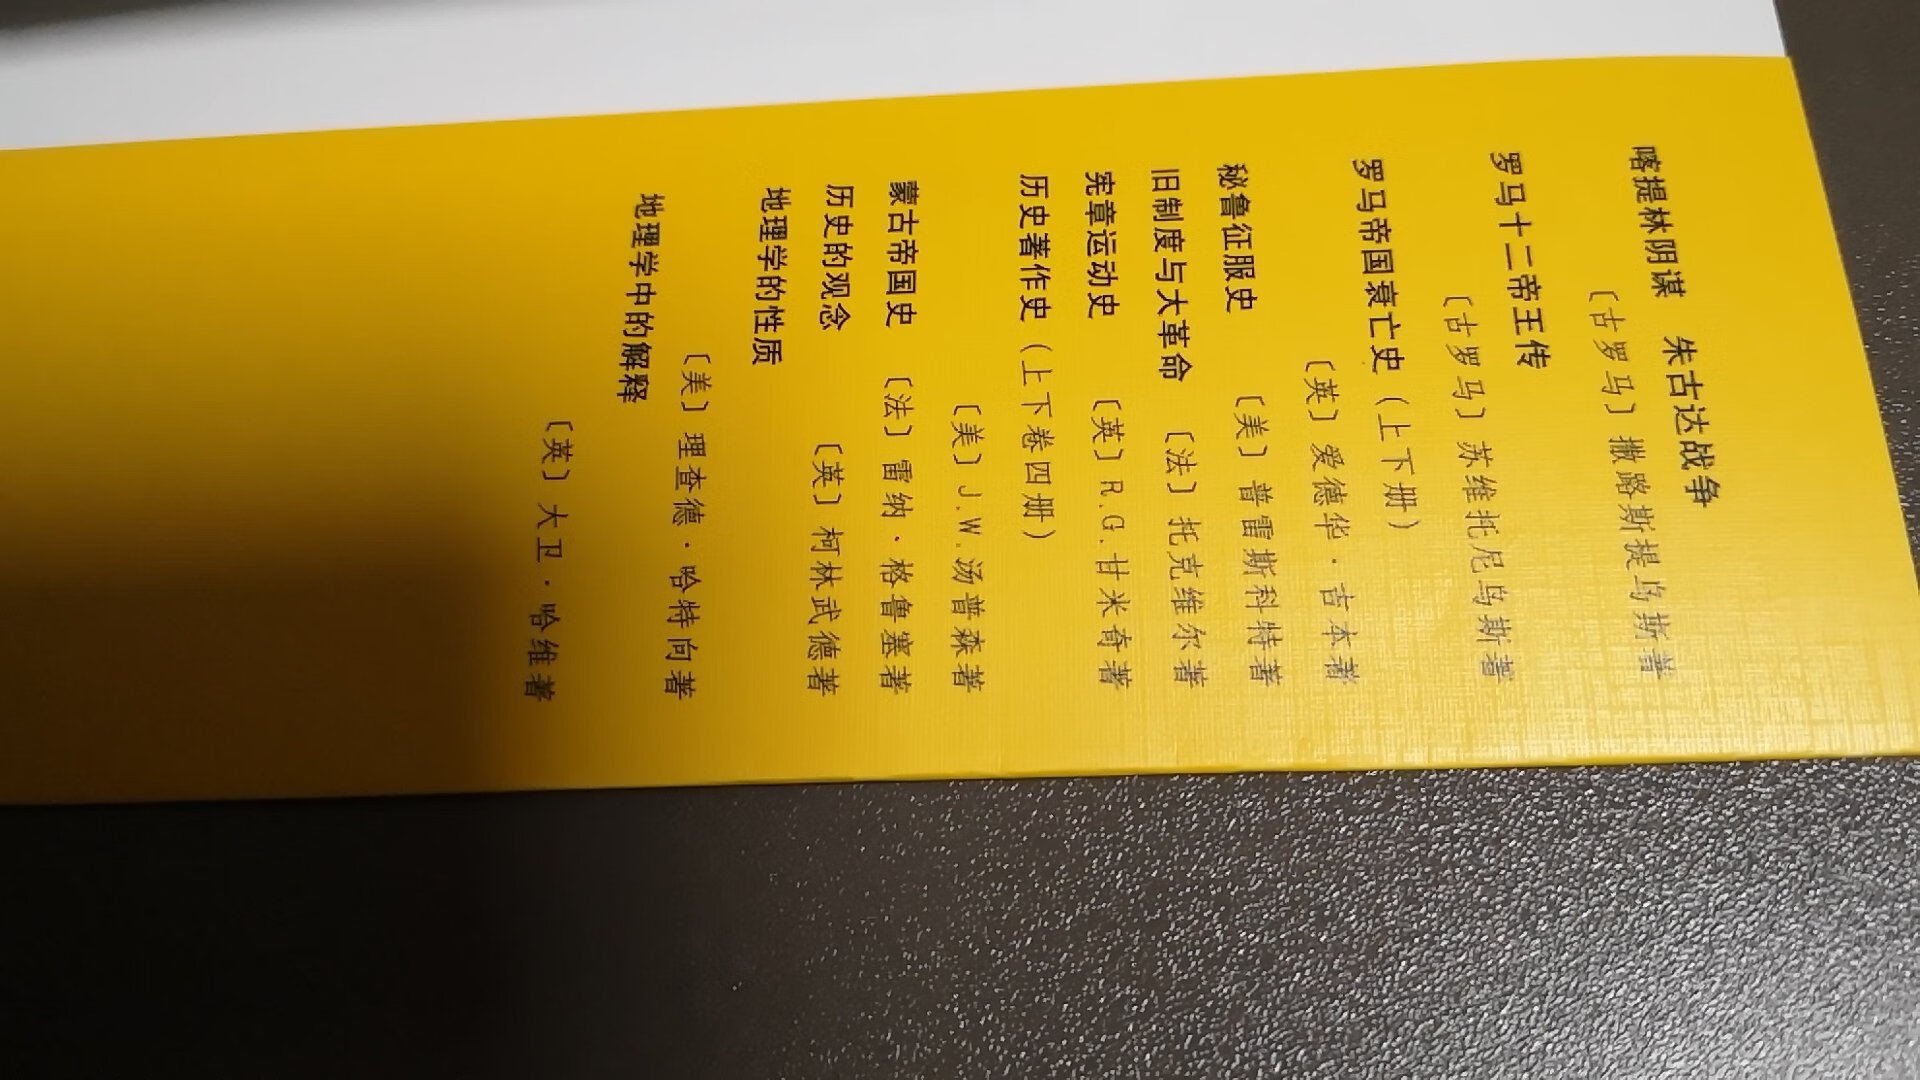 喀提林阴谋 朱古达战争
〔古罗马〕撒路斯提乌斯著
罗马十二帝王传
〔古罗马〕苏维托尼乌斯著
罗马帝国衰亡史（上下册）
〔英〕爱德华·吉本著
秘鲁征服史 〔美〕普雷斯科特著
旧制度与大革命 〔法〕托克维尔著
宪章运动史 〔英〕R.G.甘米奇著
历史著作史（上下卷四册）
〔美〕J.W.汤普森著
蒙古帝国史 〔法〕雷纳·格鲁塞著
历史的观念 〔英〕柯林武德著
地理学的性质
〔美〕理查德·哈特向著
地理学中的解释
〔英〕大卫·哈维著